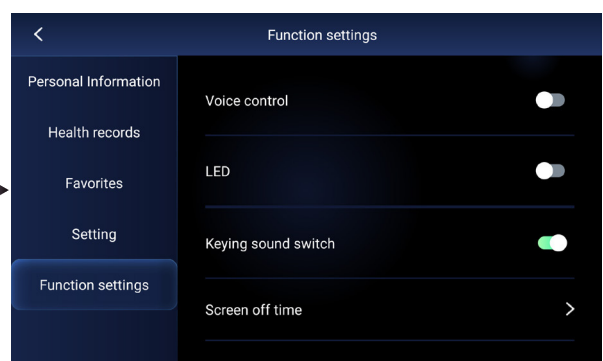 Function settings
Personal Information
Health records
Favorites
Setting
Function settings
Voice control
LED
Keying sound switch
Screen off time